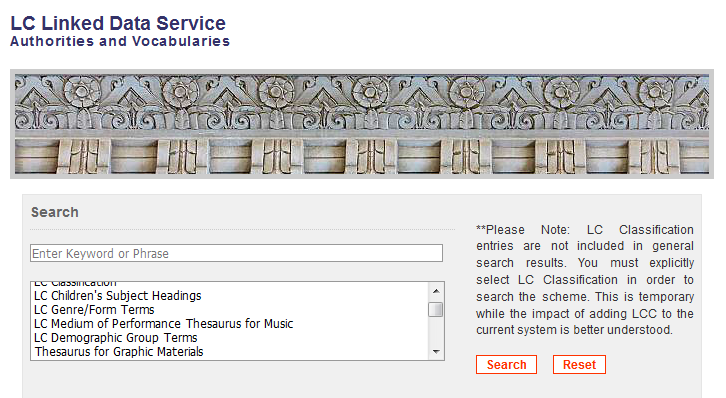 LC Linked Data Service
Authorities and Vocabularies
Search
Enter Keyword or Phrase
LC Classification
LC Children's Subject Headings
LC Genre/Form Terms
LC Medium of Performance Thesaurus for Music
LC Demographic Group Terms
Thesaurus for Graphic Materials
**Please Note: LC Classification
entries are not included in general
search results. You must explicitly
select LC Classification in order to
search the scheme. This is temporary
while the impact of adding LCC to the
current system is better understood.
Search Reset